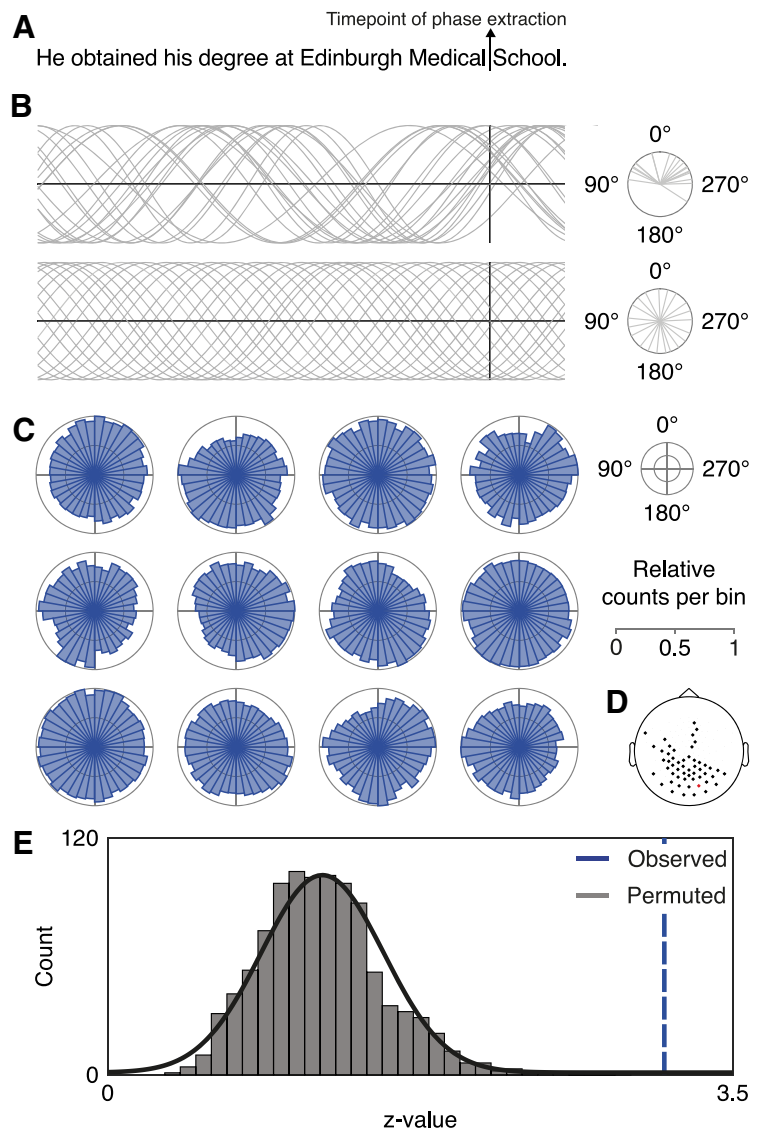 A
Timepoint of phase extraction
He obtained his degree at Edinburgh Medical School.
B
0°
90° 270°
180°
0°
90° 270°
180°
C
0°
90° 270°
180°
Relative
counts per bin
0 0.5 1
D
E
120
Observed
Permuted
Count
0
0 3.5
z-value